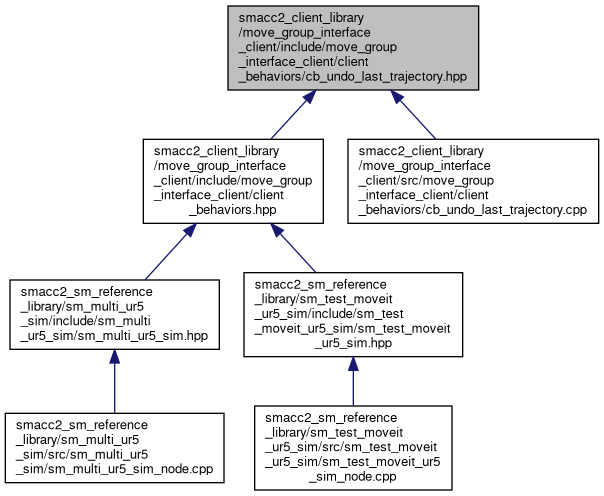 smacc2_client_library
/move_group_interface
_client/include/move_group
_interface_client/client
_behaviors/cb_undo_last_trajectory.hpp
smacc2_client_library
/move_group_interface
_client/include/move_group
_interface_client/client
_behaviors.hpp
smacc2_client_library
/move_group_interface
_client/src/move_group
_interface_client/client
_behaviors/cb_undo_last_trajectory.cpp
smacc2_sm_reference
_library/sm_multi_ur5
_sim/include/sm_multi
_ur5_sim/sm_multi_ur5_sim.hpp
smacc2_sm_reference
_library/sm_test_moveit
_ur5_sim/include/sm_test
_moveit_ur5_sim/sm_test_moveit
_ur5_sim.hpp
smacc2_sm_reference
_library/sm_multi_ur5
_sim/src/sm_multi_ur5
_sim/sm_multi_ur5_sim_node.cpp
smacc2_sm_reference
_library/sm_test_moveit
_ur5_sim/src/sm_test_moveit
_ur5_sim/sm_test_moveit_ur5
_sim_node.cpp